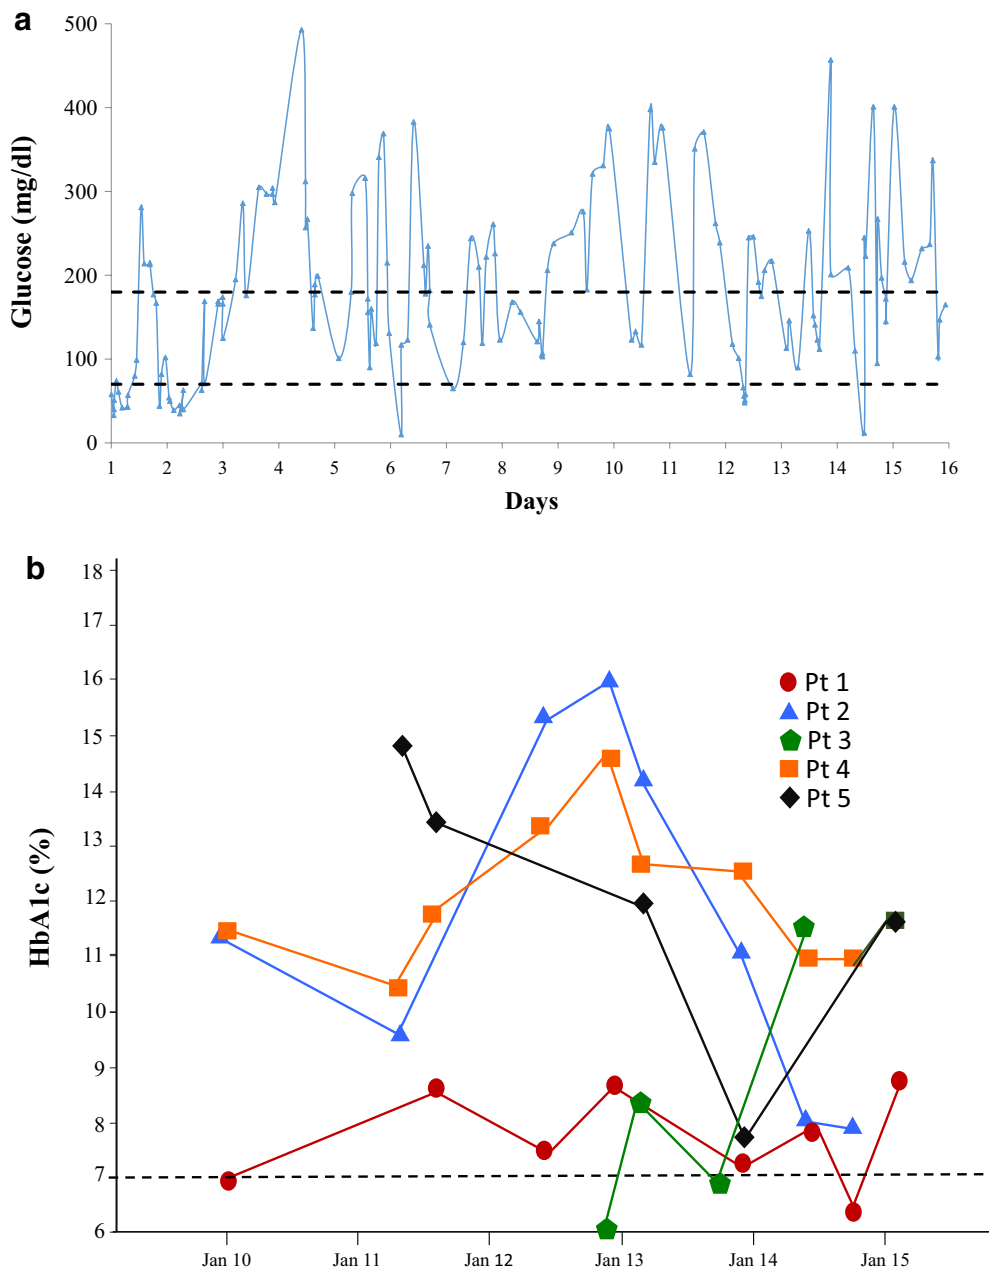 a
500
400
300
200
100
0
Glucose (mg/dl)
1 2 3 4 5 6 7 8 9 10 11 12 13 14 15 16
Days
b
18
17
16
15
14
13
12
11
10
9
8
7
6
HbA1c (%)
Pt 1
Pt 2
Pt 3
Pt 4
Pt 5
Jan 10 Jan 11 Jan 12 Jan 13 Jan 14 Jan 15